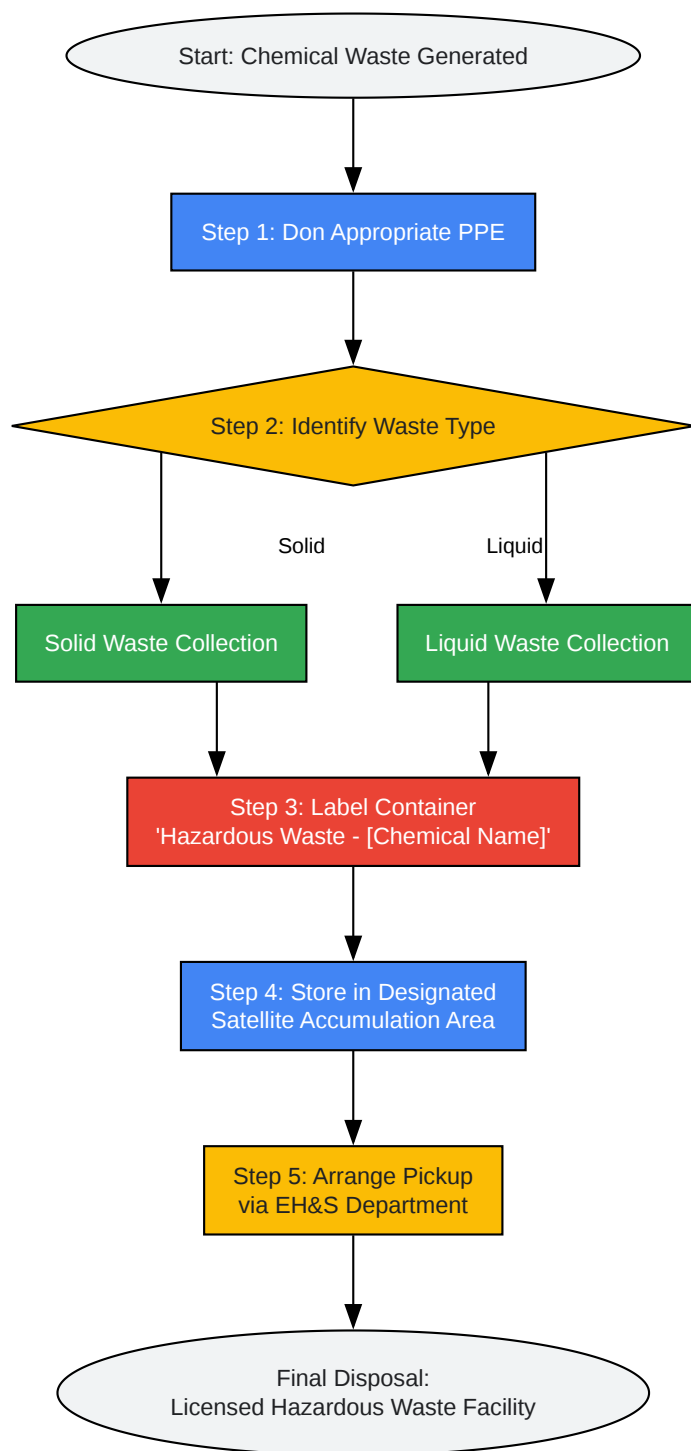 Start: Chemical Waste Generated
Step 1: Don Appropriate PPE
Step 2: Identify Waste Type
Solid
Liquid
Solid Waste Collection
Liquid Waste Collection
Step 3: Label Container
'Hazardous Waste - [Chemical Name]'
Step 4: Store in Designated
Satellite Accumulation Area
Step 5: Arrange Pickup
via EH&S Department
Final Disposal:
Licensed Hazardous Waste Facility